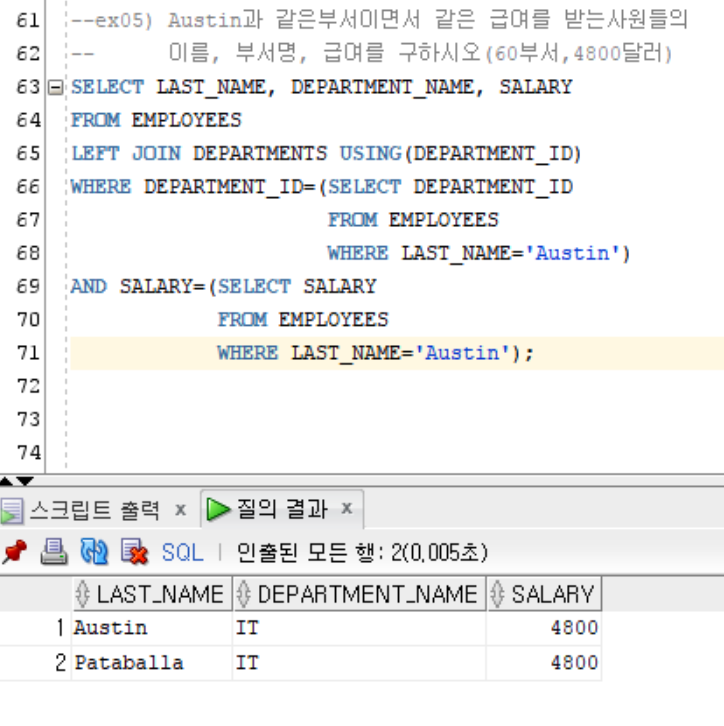 61 --ex05) Austin과 같은부서이면서 같은 급여를 받는사원들의
62 -- 이름, 부서명, 급여를 구하시오(60부서,4800달러)
63 SELECT LAST_NAME, DEPARTMENT_NAME, SALARY
64 FROM EMPLOYEES
65 LEFT JOIN DEPARTMENTS USING(DEPARTMENT_ID)
66 WHERE DEPARTMENT_ID=(SELECT DEPARTMENT_ID
67 FROM EMPLOYEES
68 WHERE LAST_NAME='Austin')
69 AND SALARY=(SELECT SALARY
70 FROM EMPLOYEES
71 WHERE LAST_NAME='Austin');
72
73
74
스크립트 출력 x 질의 결과 x
SQL | 인출된 모든 행: 2(0,005초)
LAST_NAME DEPARTMENT_NAME SALARY
1 Austin IT 4800
2 Pataballa IT 4800